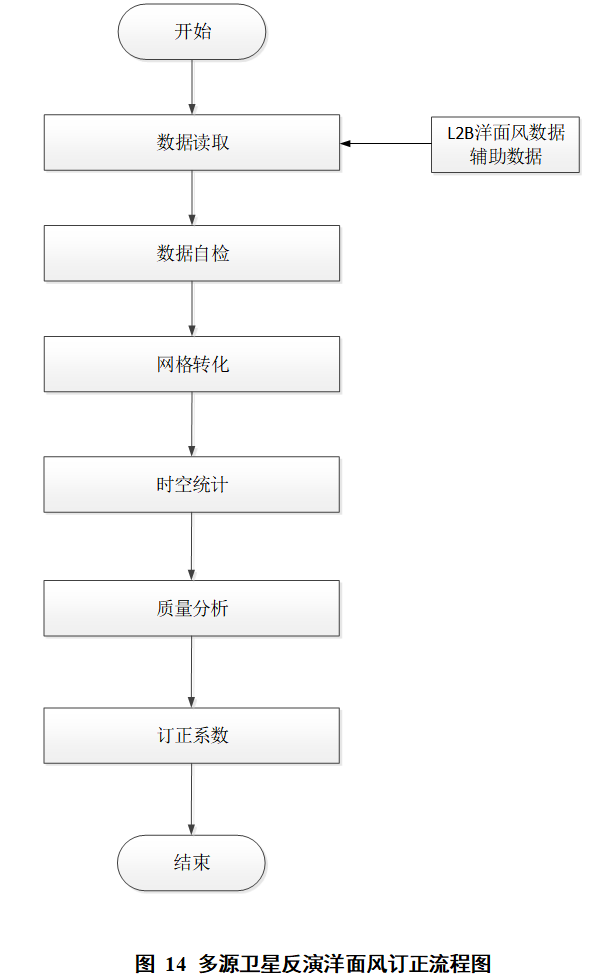 开始
数据读取
L2B洋面风数据
辅助数据
数据自检
网格转化
时空统计
质量分析
订正系数
结束
图 14 多源卫星反演洋面风订正流程图